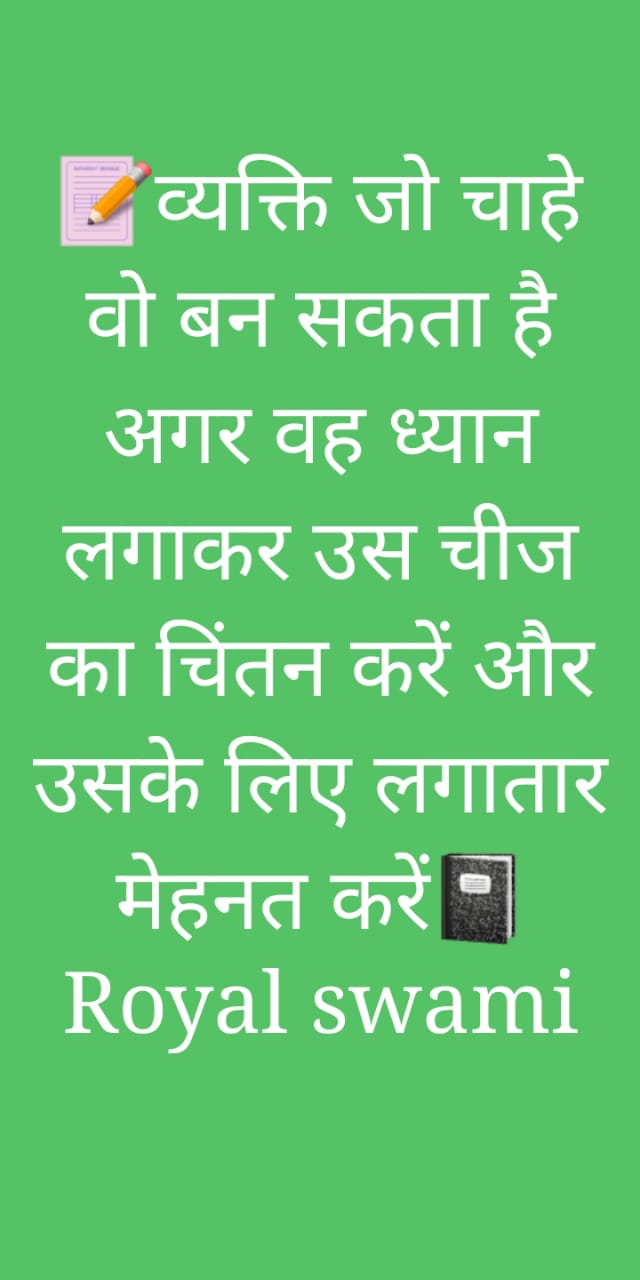 📝व्यक्ति जो चाहे
वो बन सकता है
अगर वह ध्यान
लगाकर उस चीज
का चिंतन करें और
उसके लिए लगातार
मेहनत करें📓
Royal swami